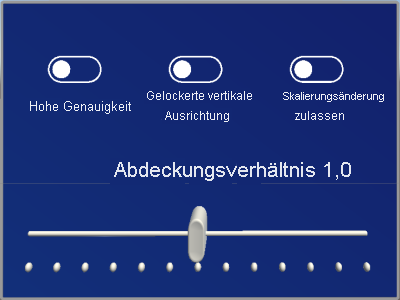 Hohe Genauigkeit
Gelockerte vertikale
Ausrichtung
Skalierungsänderung
zulassen
Abdeckungsverhältnis 1,0